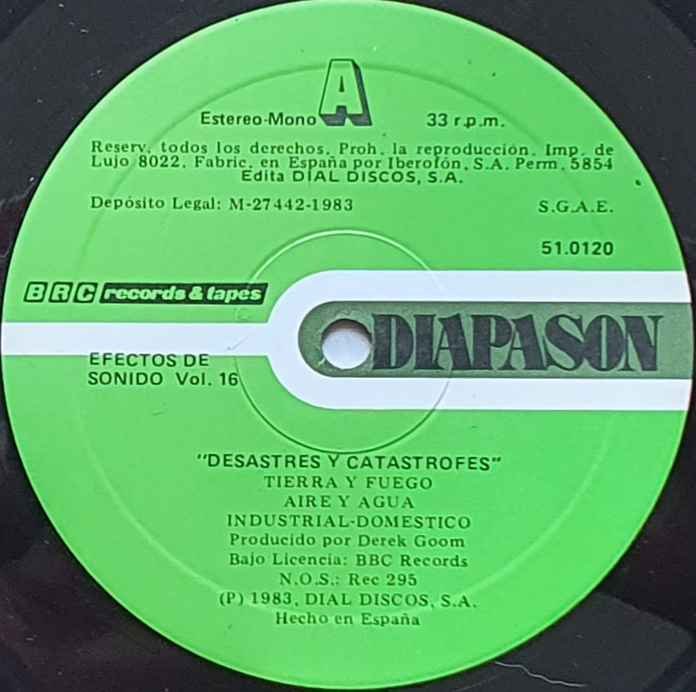 A
Estereo-Mono 33 r.p.m.
Reserv. todos los derechos. Proh. la reproducción. Imp. de
Lujo 8022. Fabric. en España por Iberofón, S.A. Perm. 5854
Edita DIAL DISCOS, S.A.
Depósito Legal: M-27442-1983 S.G.A.E.
51.0120
BBC records & tapes
DIAPASON
EFECTOS DE
SONIDO Vol. 16
"DESASTRES Y CATASTROFES"
TIERRA Y FUEGO
AIRE Y AGUA
INDUSTRIAL-DOMESTICO
Producido por Derek Goom
Bajo Licencia: BBC Records
N.O.S.: Rec 295
(P) 1983, DIAL DISCOS, S.A.
Hecho en España